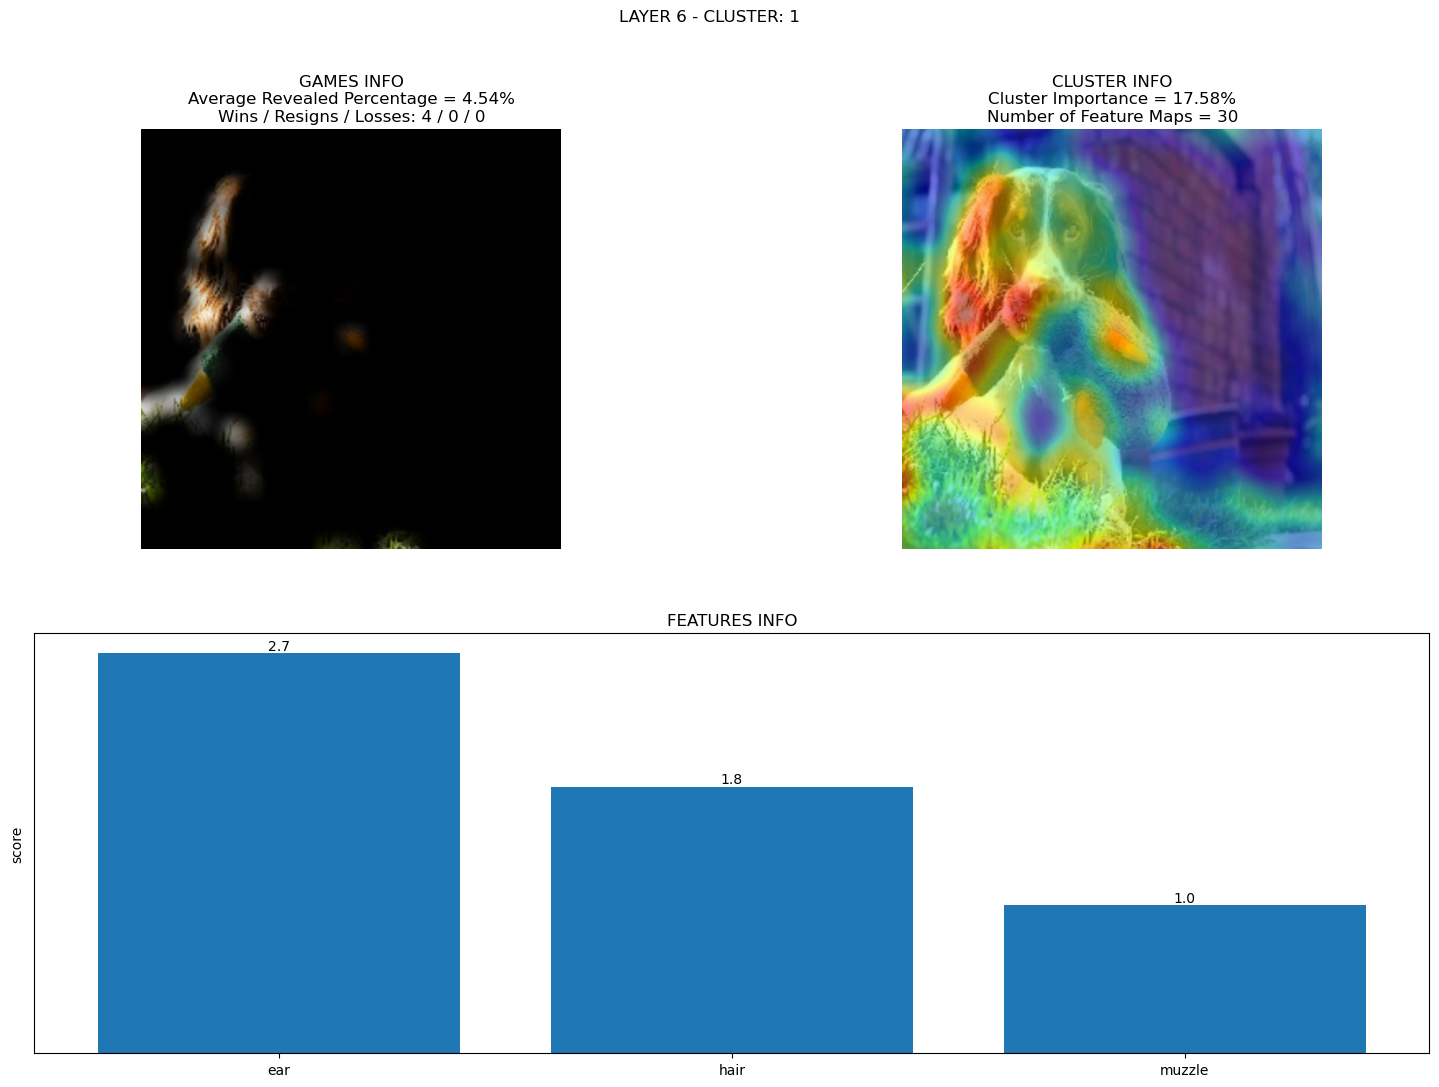 LAYER 6 - CLUSTER: 1
GAMES INFO
Average Revealed Percentage = 4.54%
Wins / Resigns / Losses: 4 / 0 / 0
CLUSTER INFO
Cluster Importance = 17.58%
Number of Feature Maps = 30
FEATURES INFO
score
2.7
1.8
1.0
ear
hair
muzzle